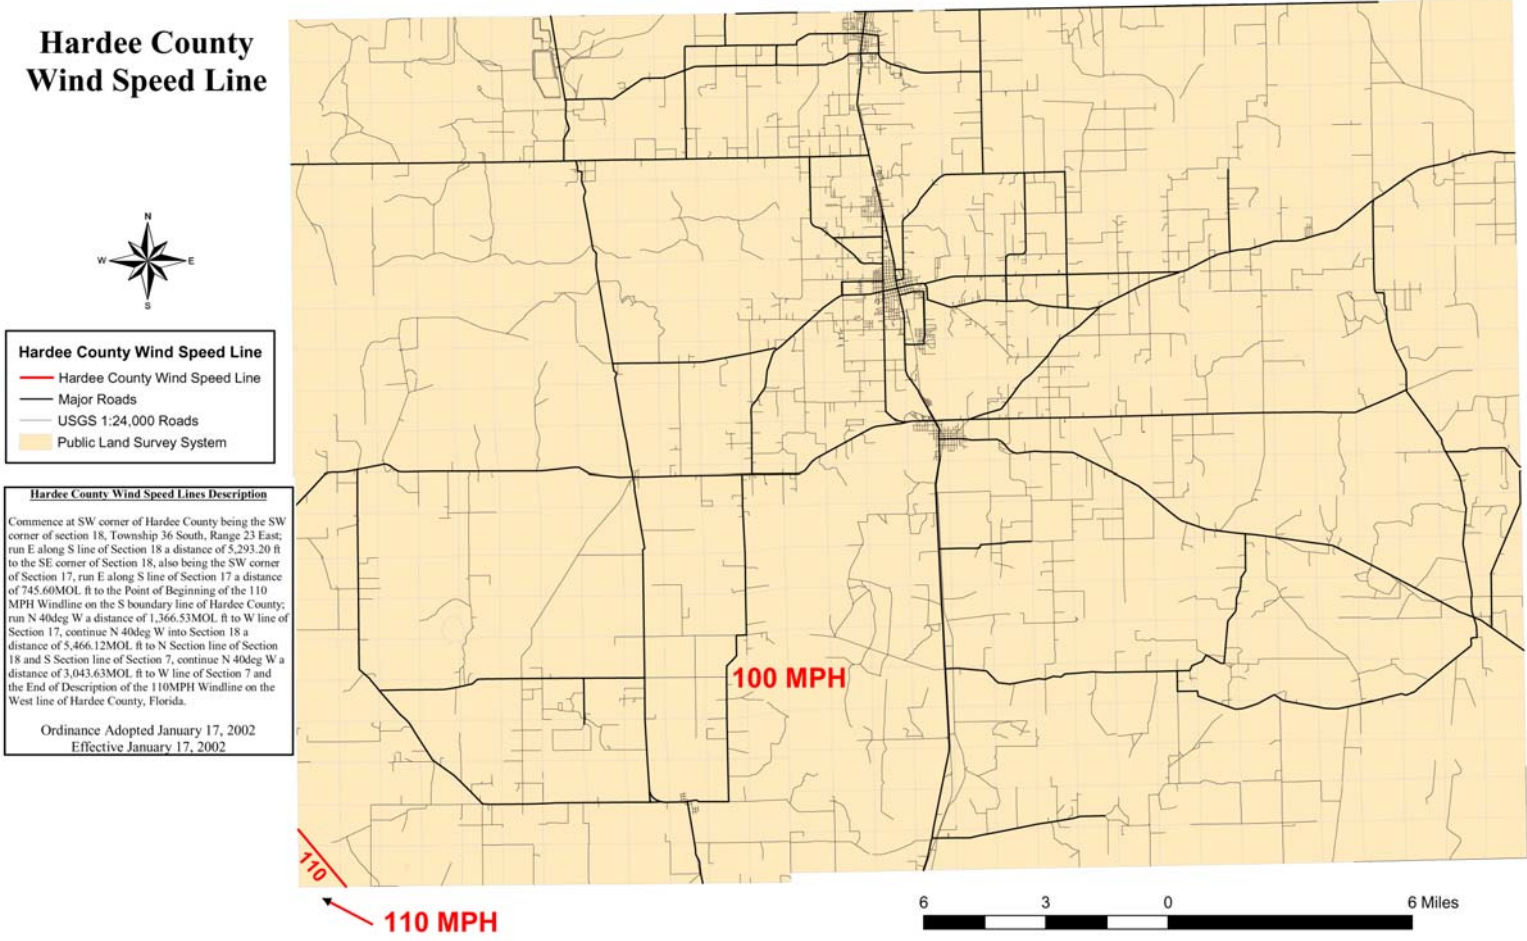 Hardee County
Wind Speed Line
N
W
E
S
Hardee County Wind Speed Line
Hardee County Wind Speed Line
Major Roads
USGS 1:24,000 Roads
Public Land Survey System
Hardee County Wind Speed Lines Description
Commence at SW corner of Hardee County being the SW
corner of section 18, Township 36 South, Range 23 East;
run E along S line of Section 18 a distance of 5,293.20 ft
to the SE corner of Section 18, also being the SW corner
of Section 17, run E along S line of Section 17 a distance
of 745.60MOL ft to the Point of Beginning of the 110
MPH Windline on the S boundary line of Hardee County;
run N 40deg W a distance of 1,366.53MOL ft to W line of
Section 17, continue N 40deg W into Section 18 a
distance of 5,466.12MOL ft to N Section line of Section
18 and S Section line of Section 7, continue N 40deg W a
distance of 3,043.63MOL ft to W line of Section 7 and
the End of Description of the 110MPH Windline on the
West line of Hardee County, Florida.
Ordinance Adopted January 17, 2002
Effective January 17, 2002
100 MPH
110
110 MPH
6 3 0 6 Miles